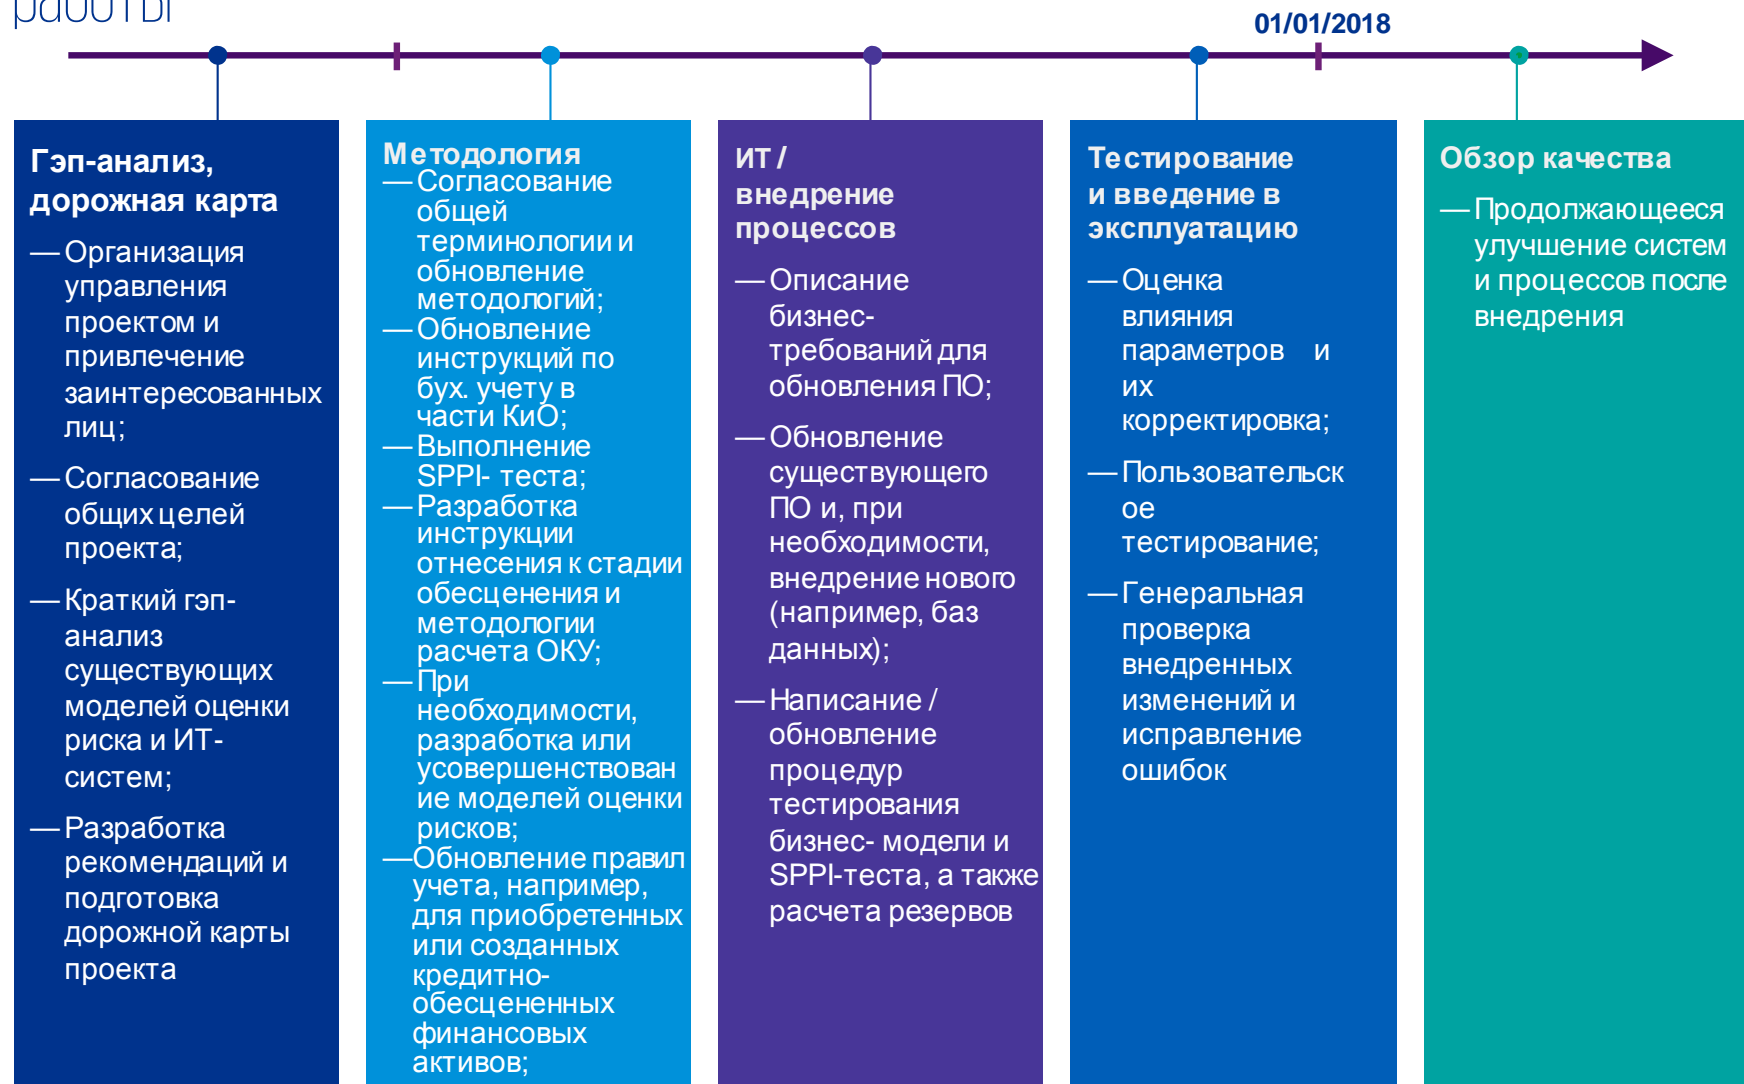 работы
01/01/2018
Гэп-анализ,
дорожная карта
— Организация
управления
проектом и
привлечение
заинтересованных
лиц;
— Согласование
общих целей
проекта;
— Краткий гэп-
анализ
существующих
моделей оценки
риска и ИТ-
систем;
— Разработка
рекомендаций и
подготовка
дорожной карты
проекта
Методология
— Согласование
общей
терминологии и
обновление
методологий;
— Обновление
инструкций по
бух. учету в
части КиО;
— Выполнение
SPPI- теста;
— Разработка
инструкции
отнесения к стадии
обесценения и
методологии
расчета ОКУ;
— При
необходимости,
разработка или
усовершенствован
ие моделей оценки
рисков;
— Обновление правил
учета, например,
для приобретенных
или созданных
кредитно-
обесцененных
финансовых
активов;
ИТ /
внедрение
процессов
— Описание
бизнес-
требований для
обновления ПО;
— Обновление
существующего
ПО и, при
необходимости,
внедрение нового
(например, баз
данных);
— Написание /
обновление
процедур
тестирования
бизнес- модели и
SPPI-теста, а также
расчета резервов
Тестирование
и введение в
эксплуатацию
— Оценка
влияния
параметров и
их
корректировка;
— Пользовательск
ое
тестирование;
— Генеральная
проверка
внедренных
изменений и
исправление
ошибок
Обзор качества
— Продолжающееся
улучшение систем
и процессов после
внедрения